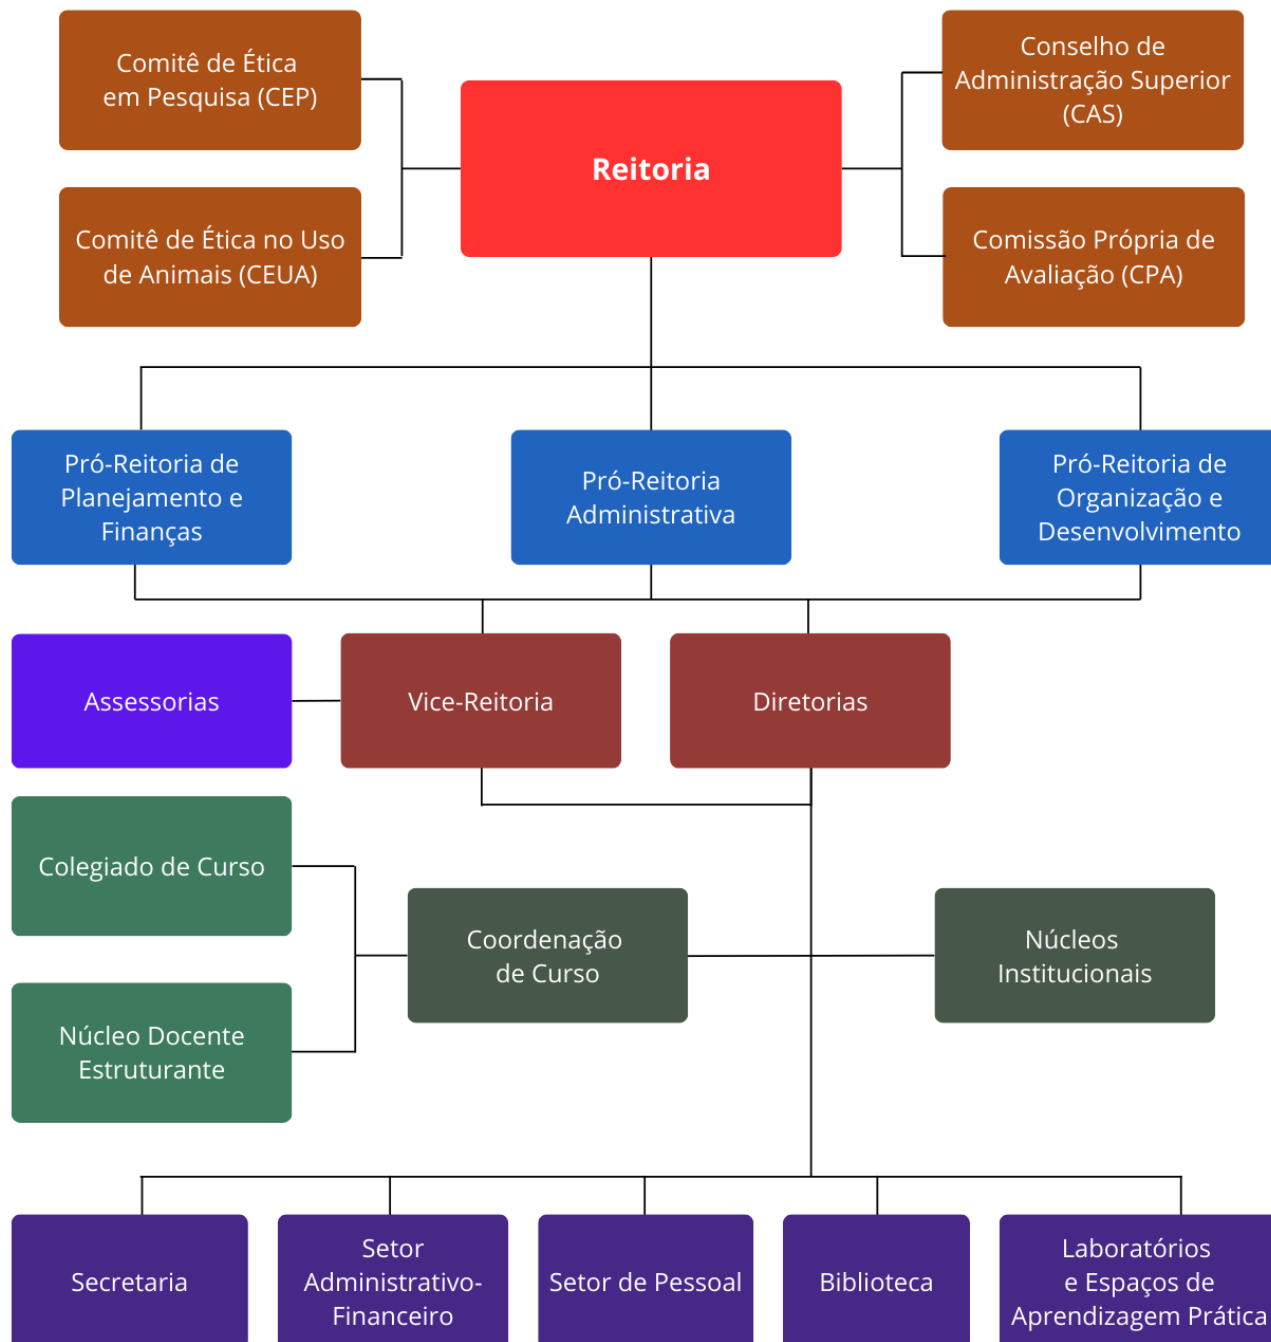 Comitê de Ética
em Pesquisa (CEP)
Conselho de
Administração Superior
(CAS)
Reitoria
Comitê de Ética no Uso
de Animais (CEUA)
Comissão Própria de
Avaliação (CPA)
Pró-Reitoria de
Planejamento e
Finanças
Pró-Reitoria
Administrativa
Pró-Reitoria de
Organização e
Desenvolvimento
Assessorias
Vice-Reitoria
Diretorias
Colegiado de Curso
Coordenação
de Curso
Núcleos
Institucionais
Núcleo Docente
Estruturante
Secretaria
Setor
Administrativo-
Financeiro
Setor de Pessoal
Biblioteca
Laboratórios
e Espaços de
Aprendizagem Prática